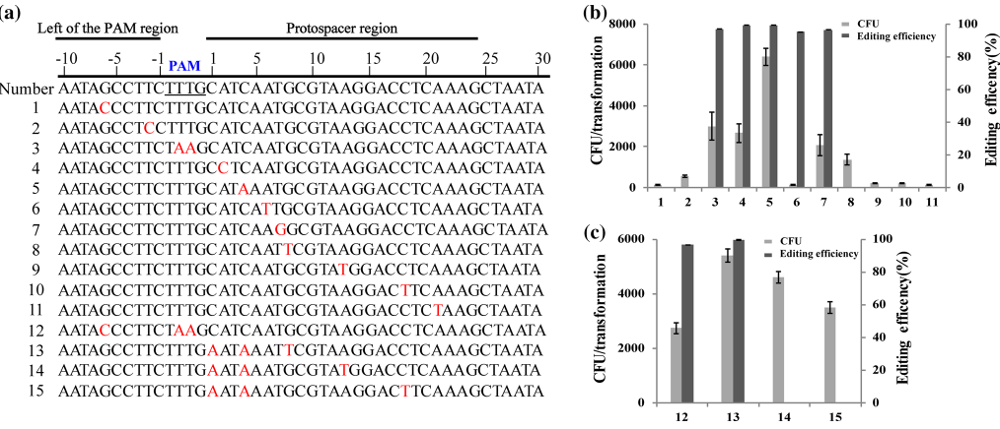 (a)
Left of the PAM region Protospacer region
-10 -5 -1 PAM 1 5 10 15 20 25 30
Number AATAGCCTTCTTTGCATCAATGCGTAAGGACCTCAAAGCTAATA
1 AATACCCTTCTTTGCATCAATGCGTAAGGACCTCAAAGCTAATA
2 AATAGCCTCCTTTGCATCAATGCGTAAGGACCTCAAAGCTAATA
3 AATAGCCTTCTAAGCATCAATGCGTAAGGACCTCAAAGCTAATA
4 AATAGCCTTCTTTGCCTCAATGCGTAAGGACCTCAAAGCTAATA
5 AATAGCCTTCTTTGCATAAATGCGTAAGGACCTCAAAGCTAATA
6 AATAGCCTTCTTTGCATCATTGCGTAAGGACCTCAAAGCTAATA
7 AATAGCCTTCTTTGCATCAAGGCGTAAGGACCTCAAAGCTAATA
8 AATAGCCTTCTTTGCATCAATTCGTAAGGACCTCAAAGCTAATA
9 AATAGCCTTCTTTGCATCAATGCGTATGGACCTCAAAGCTAATA
10 AATAGCCTTCTTTGCATCAATGCGTAAGGACTTCAAAGCTAATA
11 AATAGCCTTCTTTGCATCAATGCGTAAGGACCTCTAAGCTAATA
12 AATACCCTTCTAAGCATCAATGCGTAAGGACCTCAAAGCTAATA
13 AATAGCCTTCTTTGAATAAATTCGTAAGGACCTCAAAGCTAATA
14 AATAGCCTTCTTTGAATAAATGCGTATGGACCTCAAAGCTAATA
15 AATAGCCTTCTTTGAATAAATGCGTAAGGACTTCAAAGCTAATA
(b)
CFU/transformation
8000
6000
4000
2000
0
CFU
Editing efficiency
100
80
60
40
20
0
Editing efficency(%)
1 2 3 4 5 6 7 8 9 10 11
(c)
CFU/transformation
6000
4000
2000
0
CFU
Editing efficiency
100
80
60
40
20
0
Editing efficency(%)
12 13 14 15